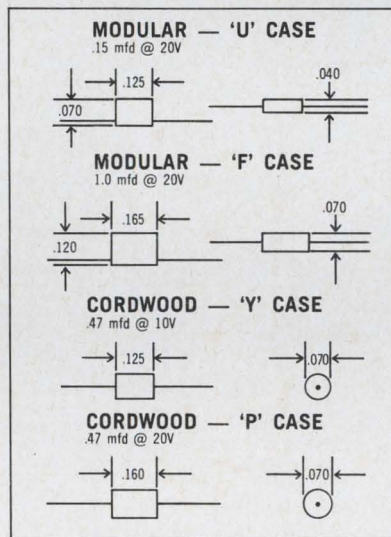 MODULAR — 'U' CASE
.15 mfd @ 20V
.125
.040
.070
MODULAR — 'F' CASE
1.0 mfd @ 20V
.165
.070
.120
CORDWOOD — 'Y' CASE
.47 mfd @ 10V
.125
.070
CORDWOOD — 'P' CASE
.47 mfd @ 20V
.160
.070